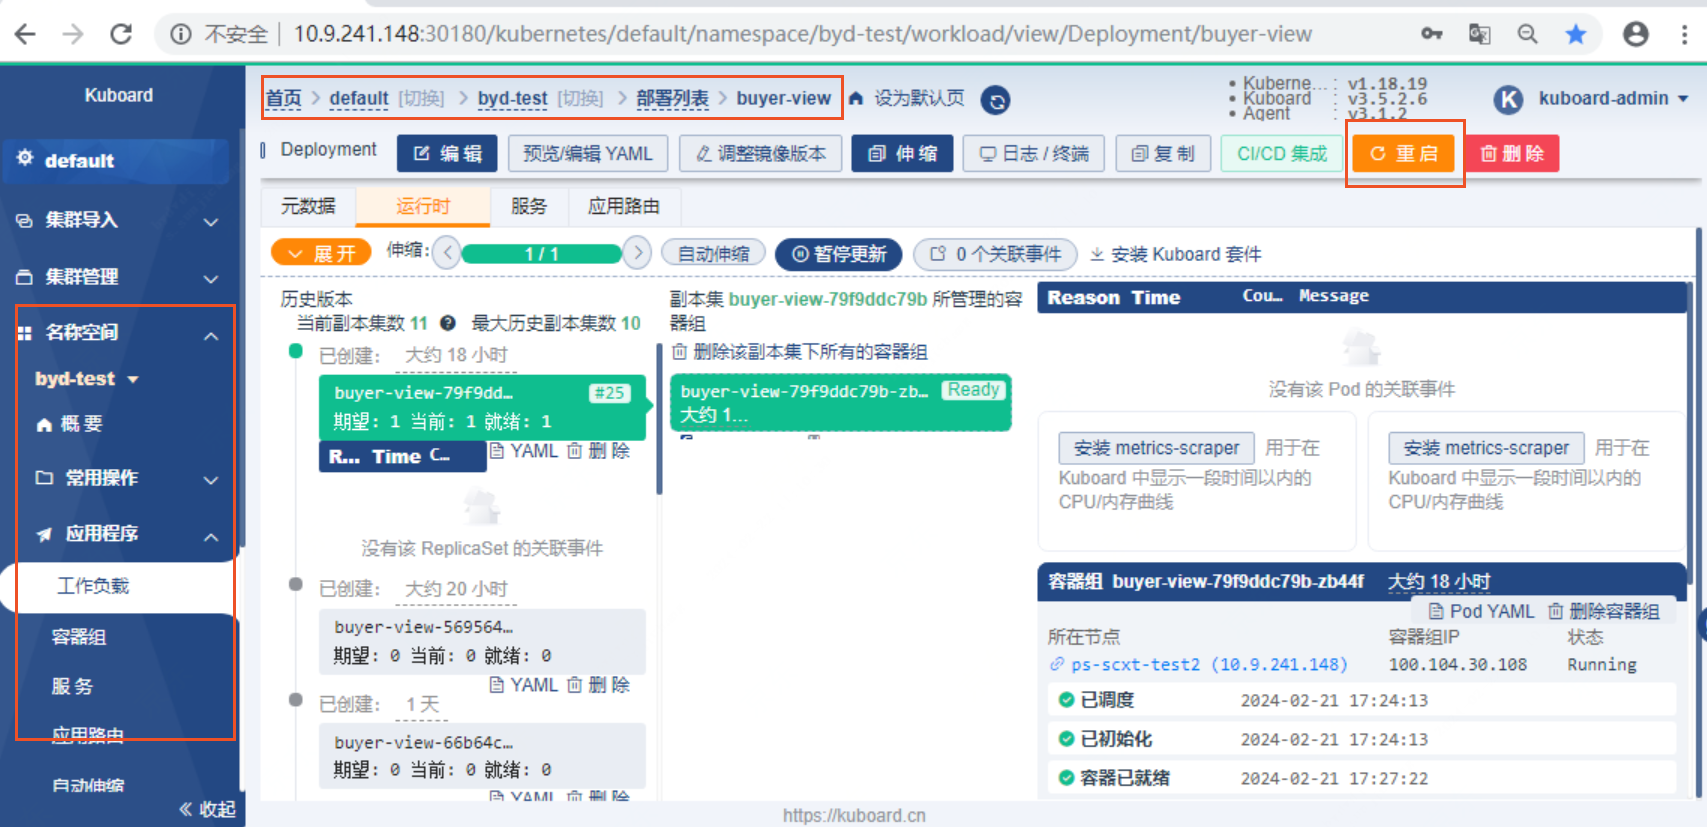 不安全 10.9.241.148:30180/kubernetes/default/namespace/byd-test/workload/view/Deployment/buyer-view
Kuboard
default
集群导入
集群管理
名称空间
byd-test
概 要
常用操作
应用程序
工作负载
容器组
服 务
应用路由
自动伸缩
收起
首页 > default [切换] > byd-test [切换] > 部署列表 > buyer-view 设为默认页
Kuberne... : v1.18.19
Kuboard : v3.5.2.6
Agent : v3.1.2
K kuboard-admin
Deployment 编 辑 预览/编辑 YAML 调整镜像版本 伸 缩 日志 / 终端 复 制 CI/CD 集成 重 启 删 除
元数据 运行时 服务 应用路由
展 开 伸缩: 1 / 1 自动伸缩 暂停更新 0 个关联事件 安装 Kuboard 套件
历史版本
当前副本集数 11 最大历史副本集数 10
已创建: 大约 18 小时
buyer-view-79f9dd... #25
期望: 1 当前: 1 就绪: 1
YAML 删 除
R... Time C...
没有该 ReplicaSet 的关联事件
已创建: 大约 20 小时
buyer-view-569564...
期望: 0 当前: 0 就绪: 0
YAML 删 除
已创建: 1 天
buyer-view-66b64c...
期望: 0 当前: 0 就绪: 0
YAML 删 除
副本集 buyer-view-79f9ddc79b 所管理的容
器组
删除该副本集下所有的容器组
buyer-view-79f9ddc79b-zb... Ready
大约 1...
Reason Time Cou... Message
没有该 Pod 的关联事件
安装 metrics-scraper 用于在
Kuboard 中显示一段时间以内的
CPU/内存曲线
安装 metrics-scraper 用于在
Kuboard 中显示一段时间以内的
CPU/内存曲线
容器组 buyer-view-79f9ddc79b-zb44f 大约 18 小时
Pod YAML 删除容器组
所在节点 容器组IP 状态
ps-scxt-test2 (10.9.241.148) 100.104.30.108 Running
已调度 2024-02-21 17:24:13
已初始化 2024-02-21 17:24:13
容器已就绪 2024-02-21 17:27:22
https://kuboard.cn